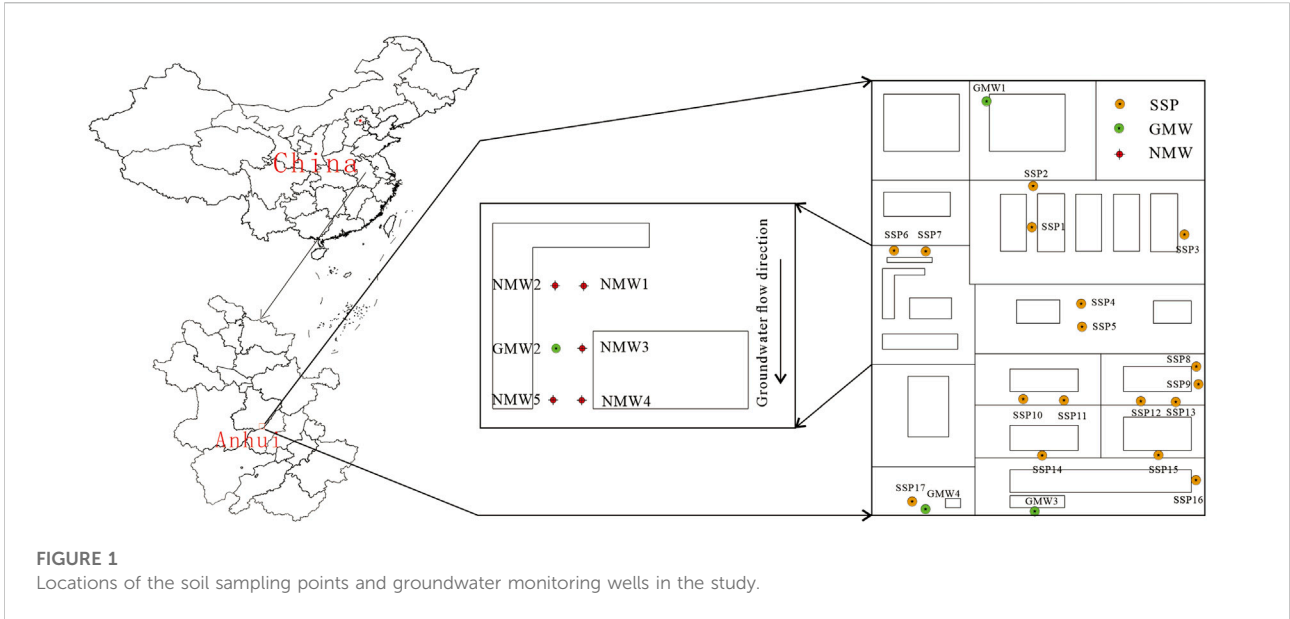 China
Anhui
NMW2
NMW1
GMW2
NMW3
NMW5
NMW4
Groundwater flow direction
GMW1
SSP
GMW
NMW
SSP2
SSP1
SSP3
SSP6
SSP7
SSP4
SSP5
SSP8
SSP9
SSP10
SSP11
SSP12
SSP13
SSP14
SSP15
SSP16
SSP17
GMW4
GMW3
FIGURE 1
Locations of the soil sampling points and groundwater monitoring wells in the study.